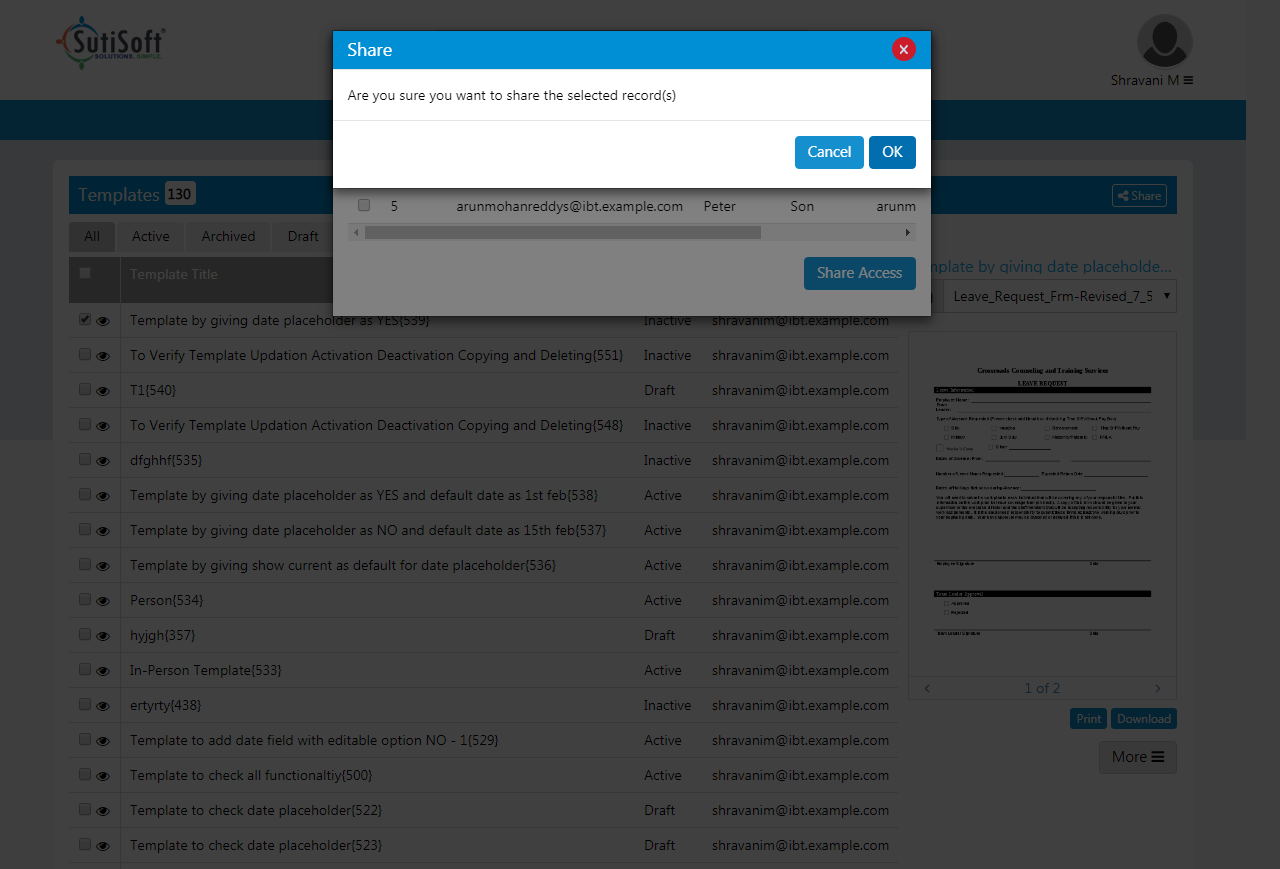 SutiSoft
SOLUTIONS. SIMPLE.
Shravani M
Share
Are you sure you want to share the selected record(s)
Cancel
OK
5 arunmohanreddys@ibt.example.com Peter Son arunm
Share Access
Templates 130
Share
All Active Archived Draft
Template Title
Template by giving date placeholder as YES{539} Inactive shravanim@ibt.example.com
To Verify Template Updation Activation Deactivation Copying and Deleting{551} Inactive shravanim@ibt.example.com
T1{540} Draft shravanim@ibt.example.com
To Verify Template Updation Activation Deactivation Copying and Deleting{548} Inactive shravanim@ibt.example.com
dfghhf{535} Inactive shravanim@ibt.example.com
Template by giving date placeholder as YES and default date as 1st feb{538} Active shravanim@ibt.example.com
Template by giving date placeholder as NO and default date as 15th feb{537} Active shravanim@ibt.example.com
Template by giving show current as default for date placeholder{536} Active shravanim@ibt.example.com
Person{534} Active shravanim@ibt.example.com
hyjgh{357} Draft shravanim@ibt.example.com
In-Person Template{533} Active shravanim@ibt.example.com
ertyrty{438} Inactive shravanim@ibt.example.com
Template to add date field with editable option NO - 1{529} Active shravanim@ibt.example.com
Template to check all functionaltiy{500} Active shravanim@ibt.example.com
Template to check date placeholder{522} Draft shravanim@ibt.example.com
Template to check date placeholder{523} Draft shravanim@ibt.example.com
mplate by giving date placeholde...
Leave_Request_Frm-Revised_7_5
Crossroads Counseling and Training Services
LEAVE REQUEST
Employee Signature Date
Team Leader Approval
Approved
Rejected
Team Leader Signature Date
1 of 2
Print
Download
More